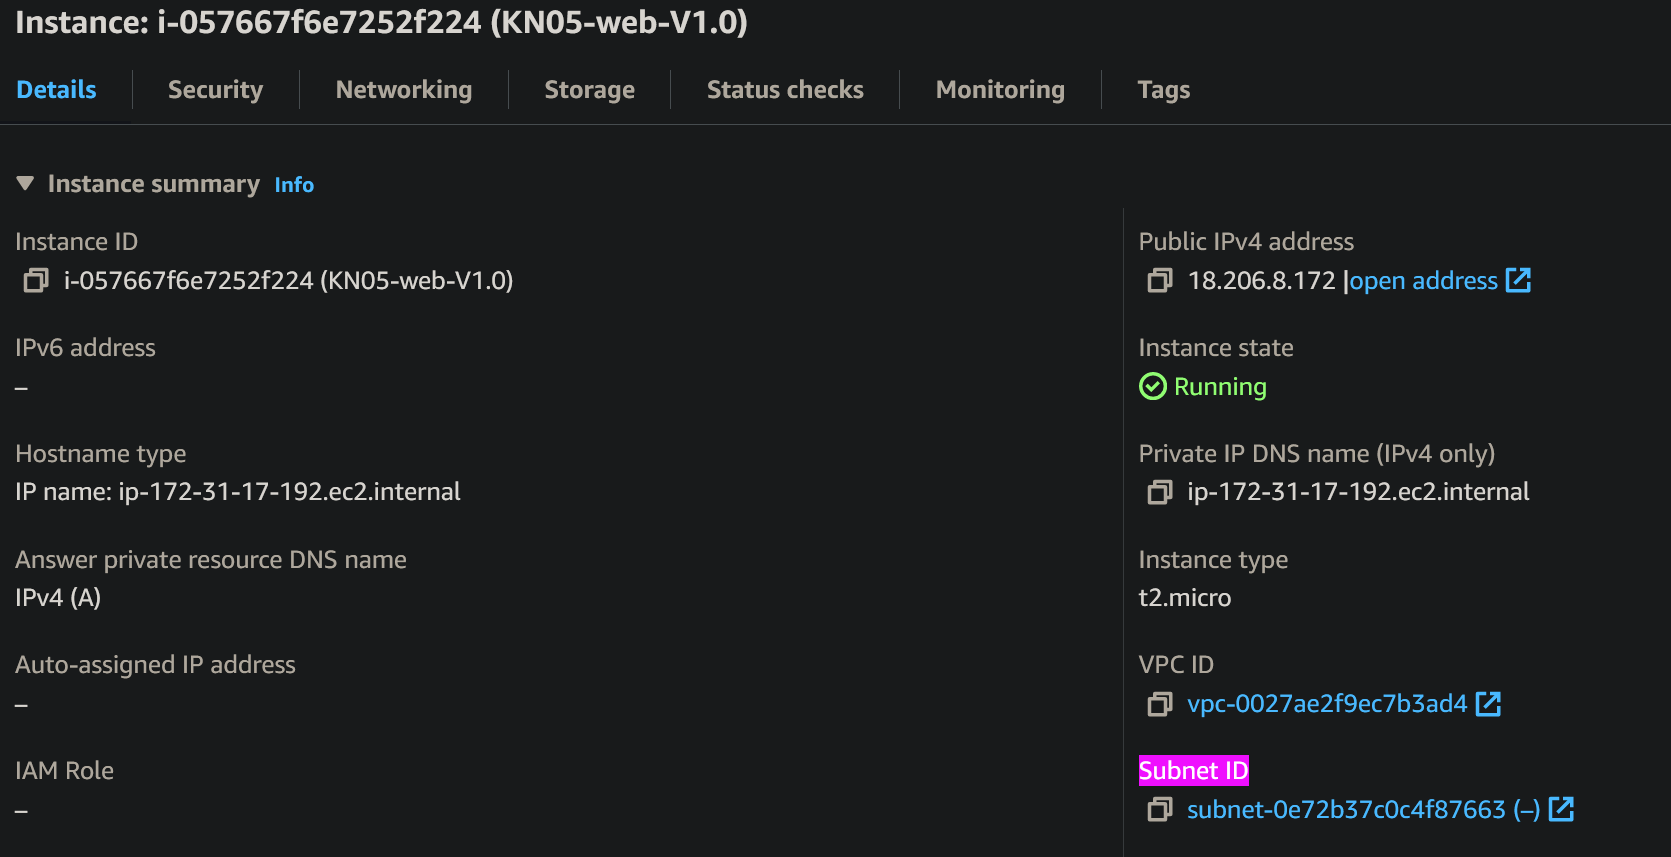 Instance: i-057667f6e7252f224 (KN05-web-V1.0)
Details
Security
Networking
Storage
Status checks
Monitoring
Tags
Instance summary Info
Instance ID
i-057667f6e7252f224 (KN05-web-V1.0)
IPv6 address
–
Hostname type
IP name: ip-172-31-17-192.ec2.internal
Answer private resource DNS name
IPv4 (A)
Auto-assigned IP address
–
IAM Role
–
Public IPv4 address
18.206.8.172 |open address
Instance state
Running
Private IP DNS name (IPv4 only)
ip-172-31-17-192.ec2.internal
Instance type
t2.micro
VPC ID
vpc-0027ae2f9ec7b3ad4
Subnet ID
subnet-0e72b37c0c4f87663 (–)